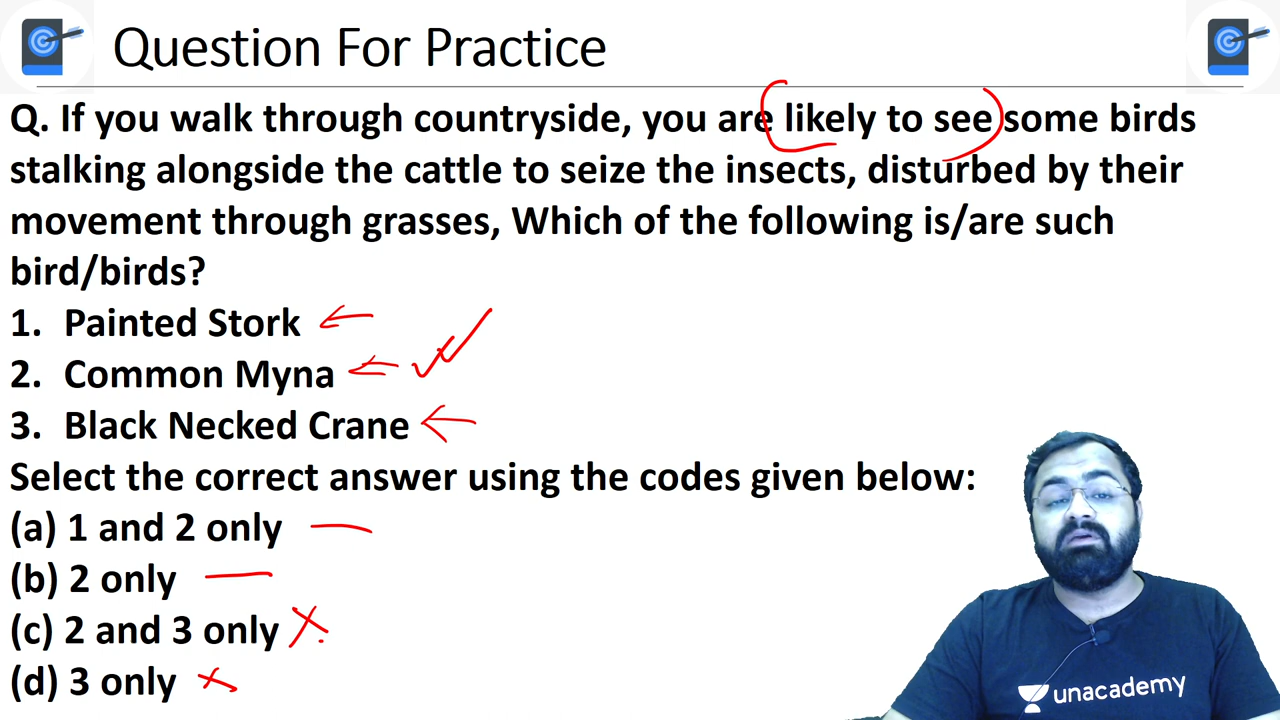 Question For Practice
Q. If you walk through countryside, you are likely to see some birds
stalking alongside the cattle to seize the insects, disturbed by their
movement through grasses, Which of the following is/are such
bird/birds?
1. Painted Stork
2. Common Myna
3. Black Necked Crane
Select the correct answer using the codes given below:
(a) 1 and 2 only
(b) 2 only
(c) 2 and 3 only
(d) 3 only
unacademy